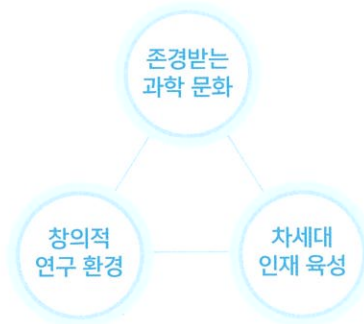 존경받는
과학 문화
창의적
연구 환경
차세대
인재 육성